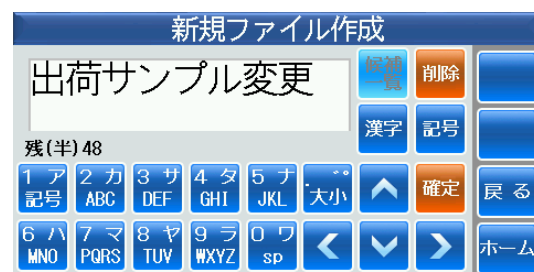 新規ファイル作成
出荷サンプル変更
候補
一覧
削除
漢字
記号
残(半)48
1 ア
記号
2 カ
ABC
3 サ
DEF
4 タ
GHI
5 ナ
JKL
゛゜
大小
確定
戻る
6 ハ
MNO
7 マ
PQRS
8 ヤ
TUV
9 ラ
WXYZ
0 ワ
sp
ホーム